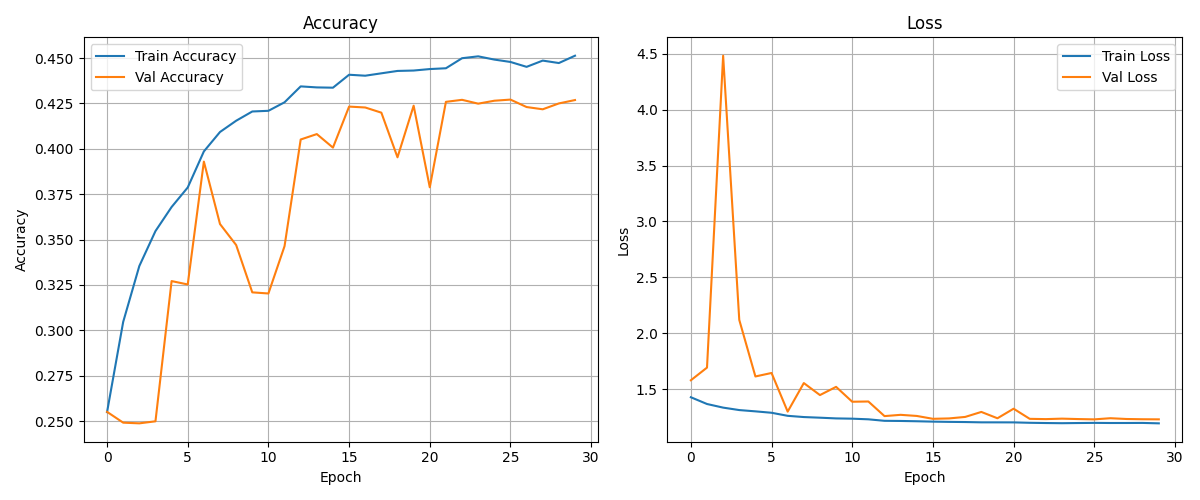 Accuracy
0.450
0.425
0.400
0.375
0.350
0.325
0.300
0.275
0.250
Accuracy
Train Accuracy
Val Accuracy
0 5 10 15 20 25 30
Epoch
Loss
4.5
4.0
3.5
3.0
2.5
2.0
1.5
Loss
Train Loss
Val Loss
0 5 10 15 20 25 30
Epoch